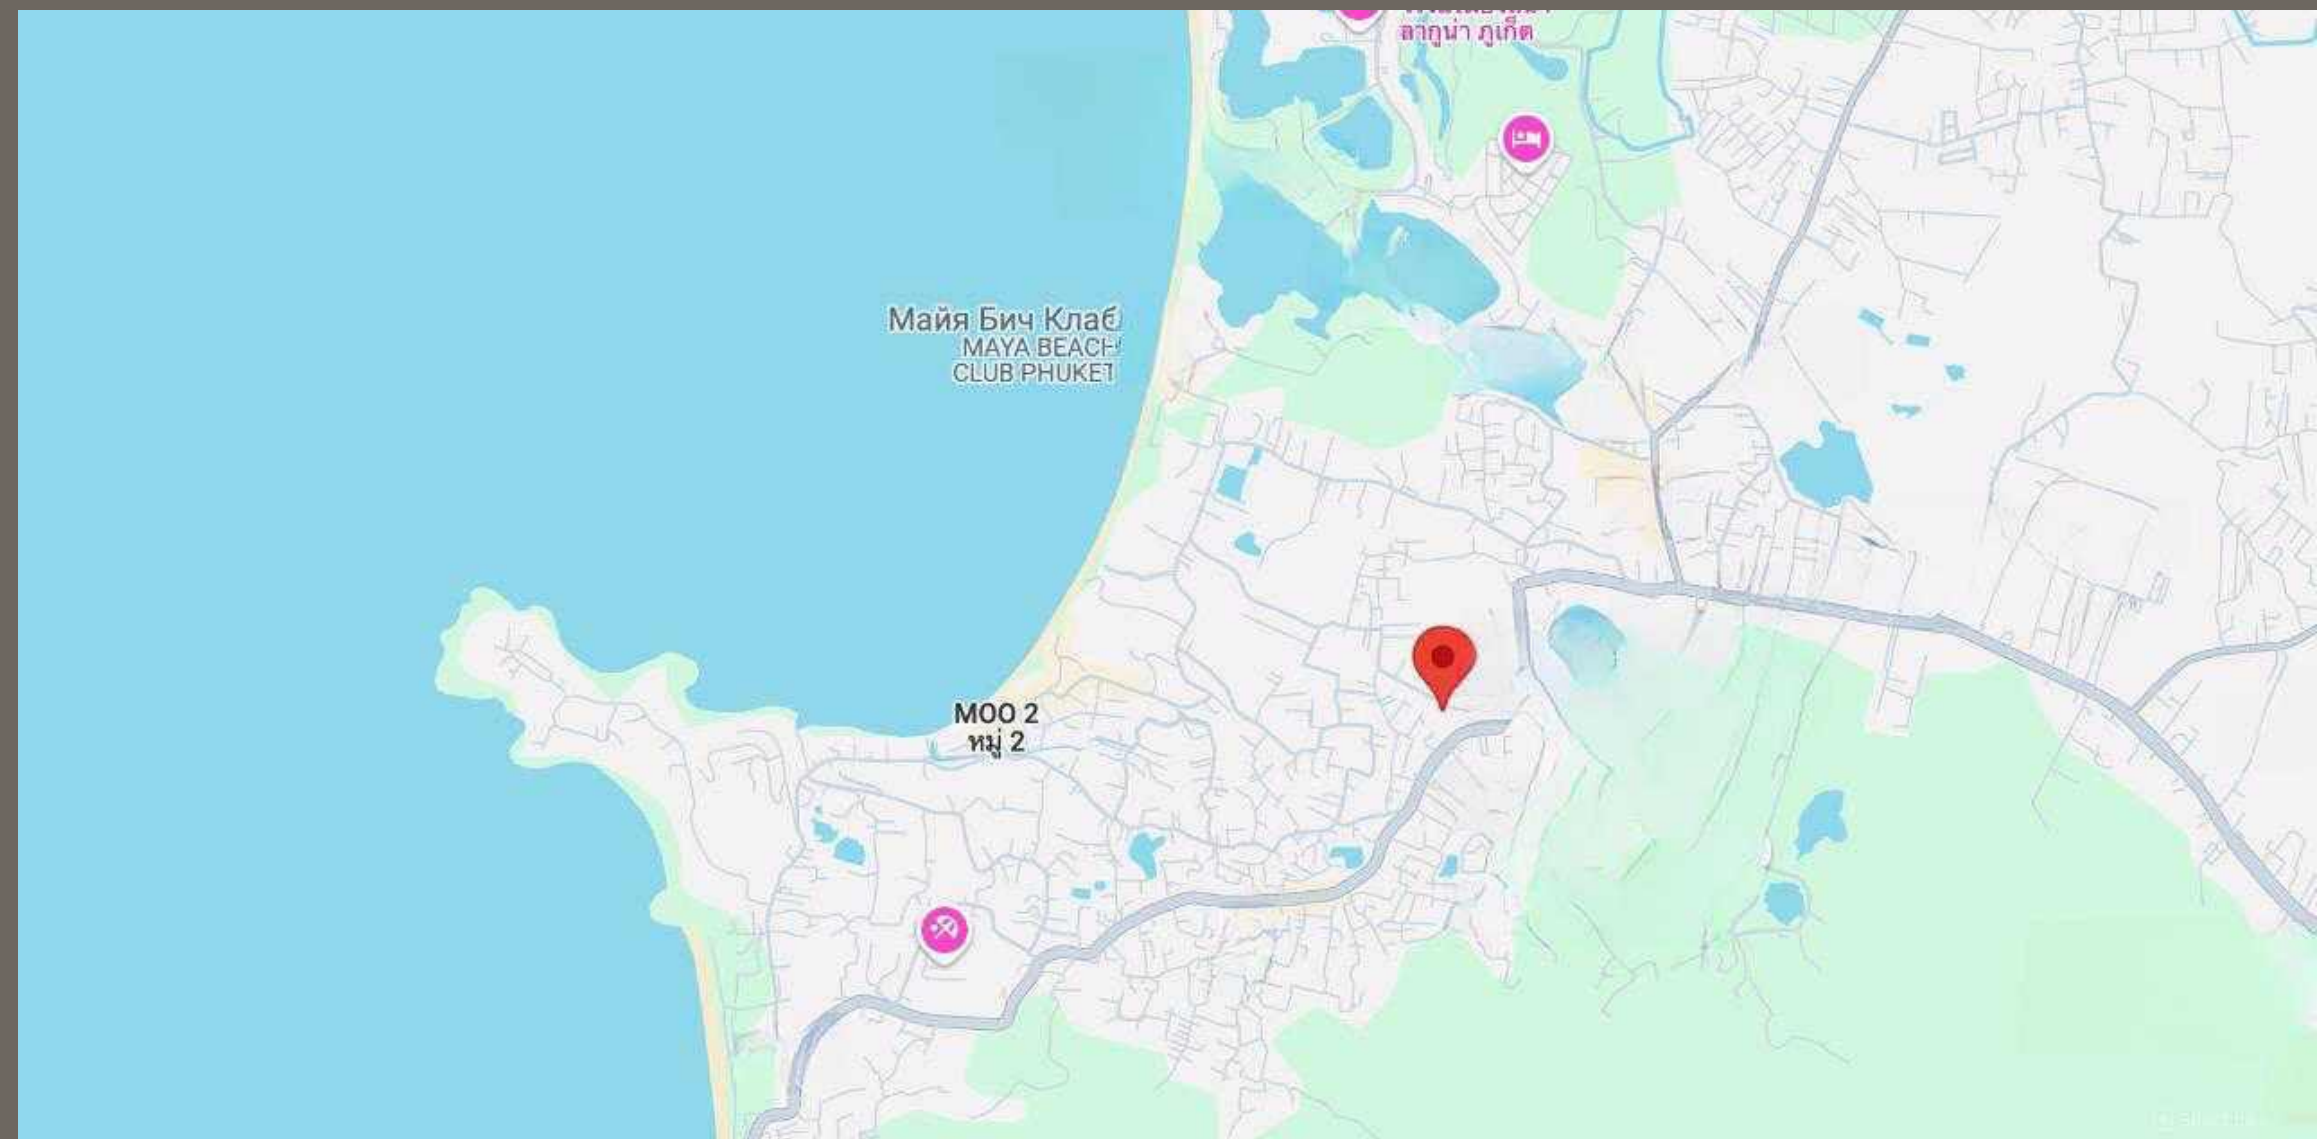 ลากูน่า ภูเก็ต
Майя Бич Клаб
MAYA BEACH
CLUB PHUKET
MOO 2
หมู่ 2